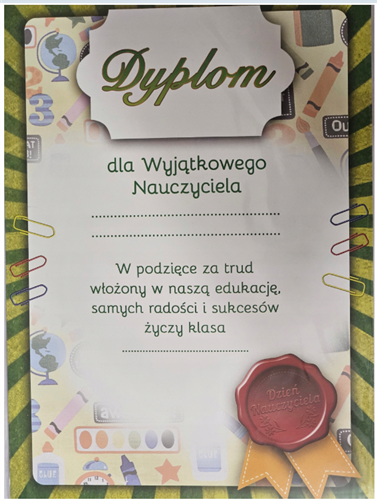 Dyplom
dla Wyjątkowego
Nauczyciela
W podzięce za trud
włożony w naszą edukację,
samych radości i sukcesów
życzy klasa
Dzień
Nauczyciela